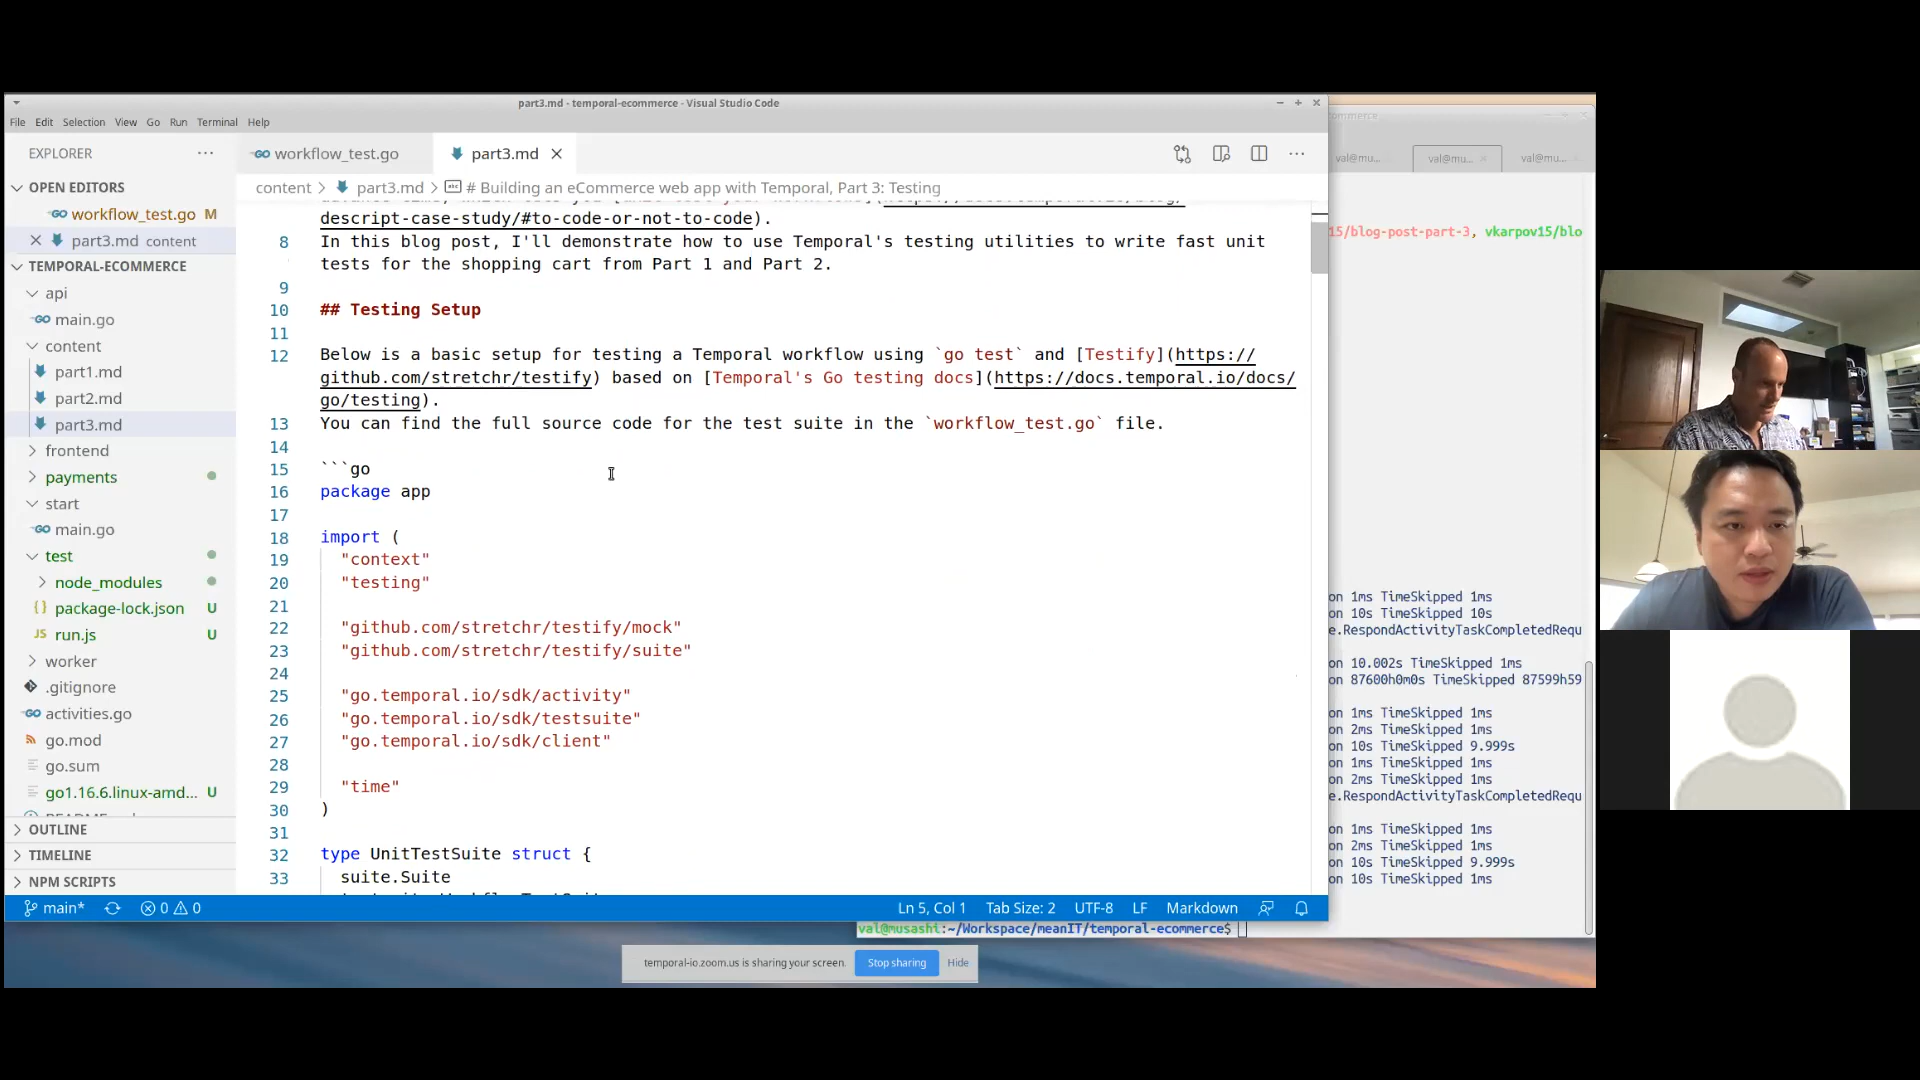 part3.md - temporal-ecommerce - Visual Studio Code
File Edit Selection View Go Run Terminal Help
EXPLORER
OPEN EDITORS
workflow_test.go M
part3.md content
TEMPORAL-ECOMMERCE
api
main.go
content
part1.md
part2.md
part3.md
frontend
payments
start
main.go
test
node_modules
package-lock.json U
run.js U
worker
.gitignore
activities.go
go.mod
go.sum
go1.16.6.linux-amd... U
OUTLINE
TIMELINE
NPM SCRIPTS
workflow_test.go
part3.md
content > part3.md > # Building an eCommerce web app with Temporal, Part 3: Testing
descript-case-study/#to-code-or-not-to-code).
8 In this blog post, I'll demonstrate how to use Temporal's testing utilities to write fast unit
tests for the shopping cart from Part 1 and Part 2.
9
10 ## Testing Setup
11
12 Below is a basic setup for testing a Temporal workflow using `go test` and [Testify](https://
github.com/stretchr/testify) based on [Temporal's Go testing docs](https://docs.temporal.io/docs/
go/testing).
13 You can find the full source code for the test suite in the `workflow_test.go` file.
14
15 ```go
16 package app
17
18 import (
19 "context"
20 "testing"
21
22 "github.com/stretchr/testify/mock"
23 "github.com/stretchr/testify/suite"
24
25 "go.temporal.io/sdk/activity"
26 "go.temporal.io/sdk/testsuite"
27 "go.temporal.io/sdk/client"
28
29 "time"
30 )
31
32 type UnitTestSuite struct {
33 suite.Suite
main* 0 0
Ln 5, Col 1 Tab Size: 2 UTF-8 LF Markdown
ommerce
val@mu... val@mu... val@mu...
15/blog-post-part-3, vkarpov15/blo
on 1ms TimeSkipped 1ms
on 10s TimeSkipped 10s
e.RespondActivityTaskCompletedRequ
on 10.002s TimeSkipped 1ms
on 87600h0m0s TimeSkipped 87599h59
on 1ms TimeSkipped 1ms
on 2ms TimeSkipped 1ms
on 10s TimeSkipped 9.999s
on 1ms TimeSkipped 1ms
on 2ms TimeSkipped 1ms
e.RespondActivityTaskCompletedRequ
on 1ms TimeSkipped 1ms
on 2ms TimeSkipped 1ms
on 10s TimeSkipped 9.999s
on 10s TimeSkipped 1ms
val@musashi:~/Workspace/meanIT/temporal-ecommerce$
temporal-io.zoom.us is sharing your screen. Stop sharing Hide